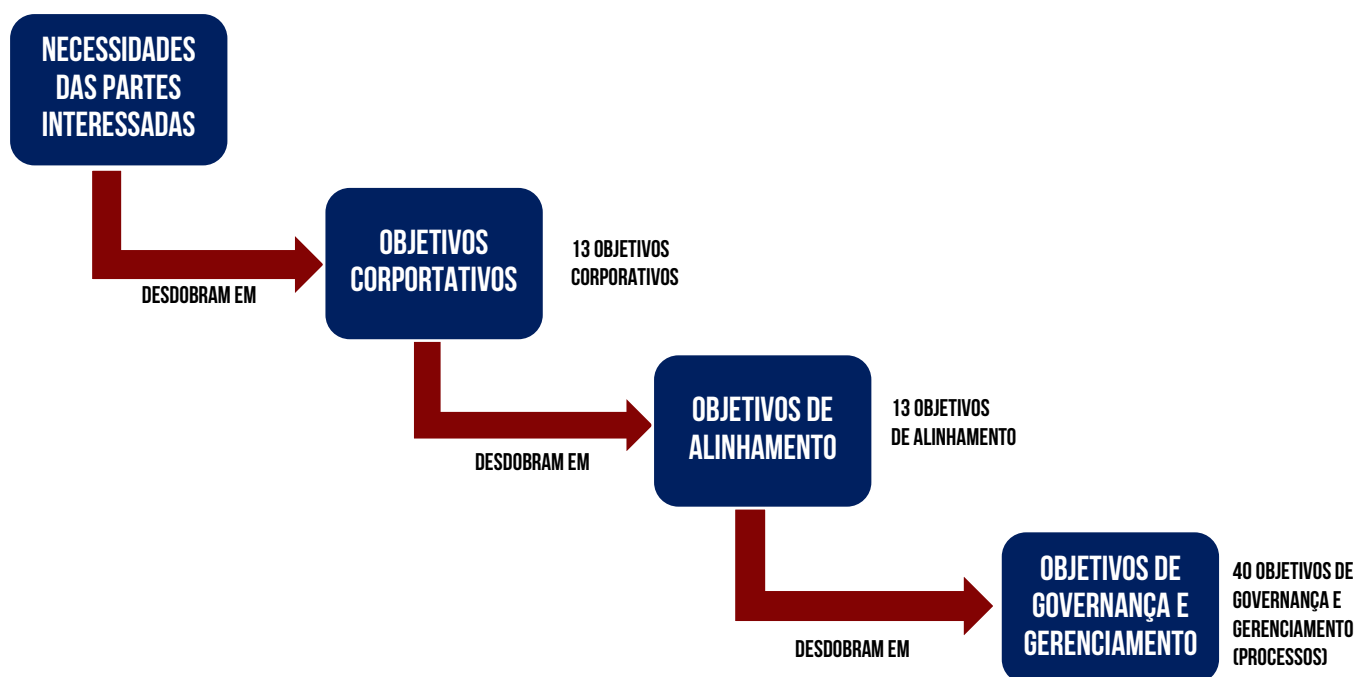 NECESSIDADES
DAS PARTES
INTERESSADAS
DESDOBRAM EM
OBJETIVOS
CORPORTATIVOS
13 OBJETIVOS
CORPORATIVOS
DESDOBRAM EM
OBJETIVOS DE
ALINHAMENTO
13 OBJETIVOS
DE ALINHAMENTO
DESDOBRAM EM
OBJETIVOS DE
GOVERNANÇA E
GERENCIAMENTO
40 OBJETIVOS DE
GOVERNANÇA E
GERENCIAMENTO
(PROCESSOS)